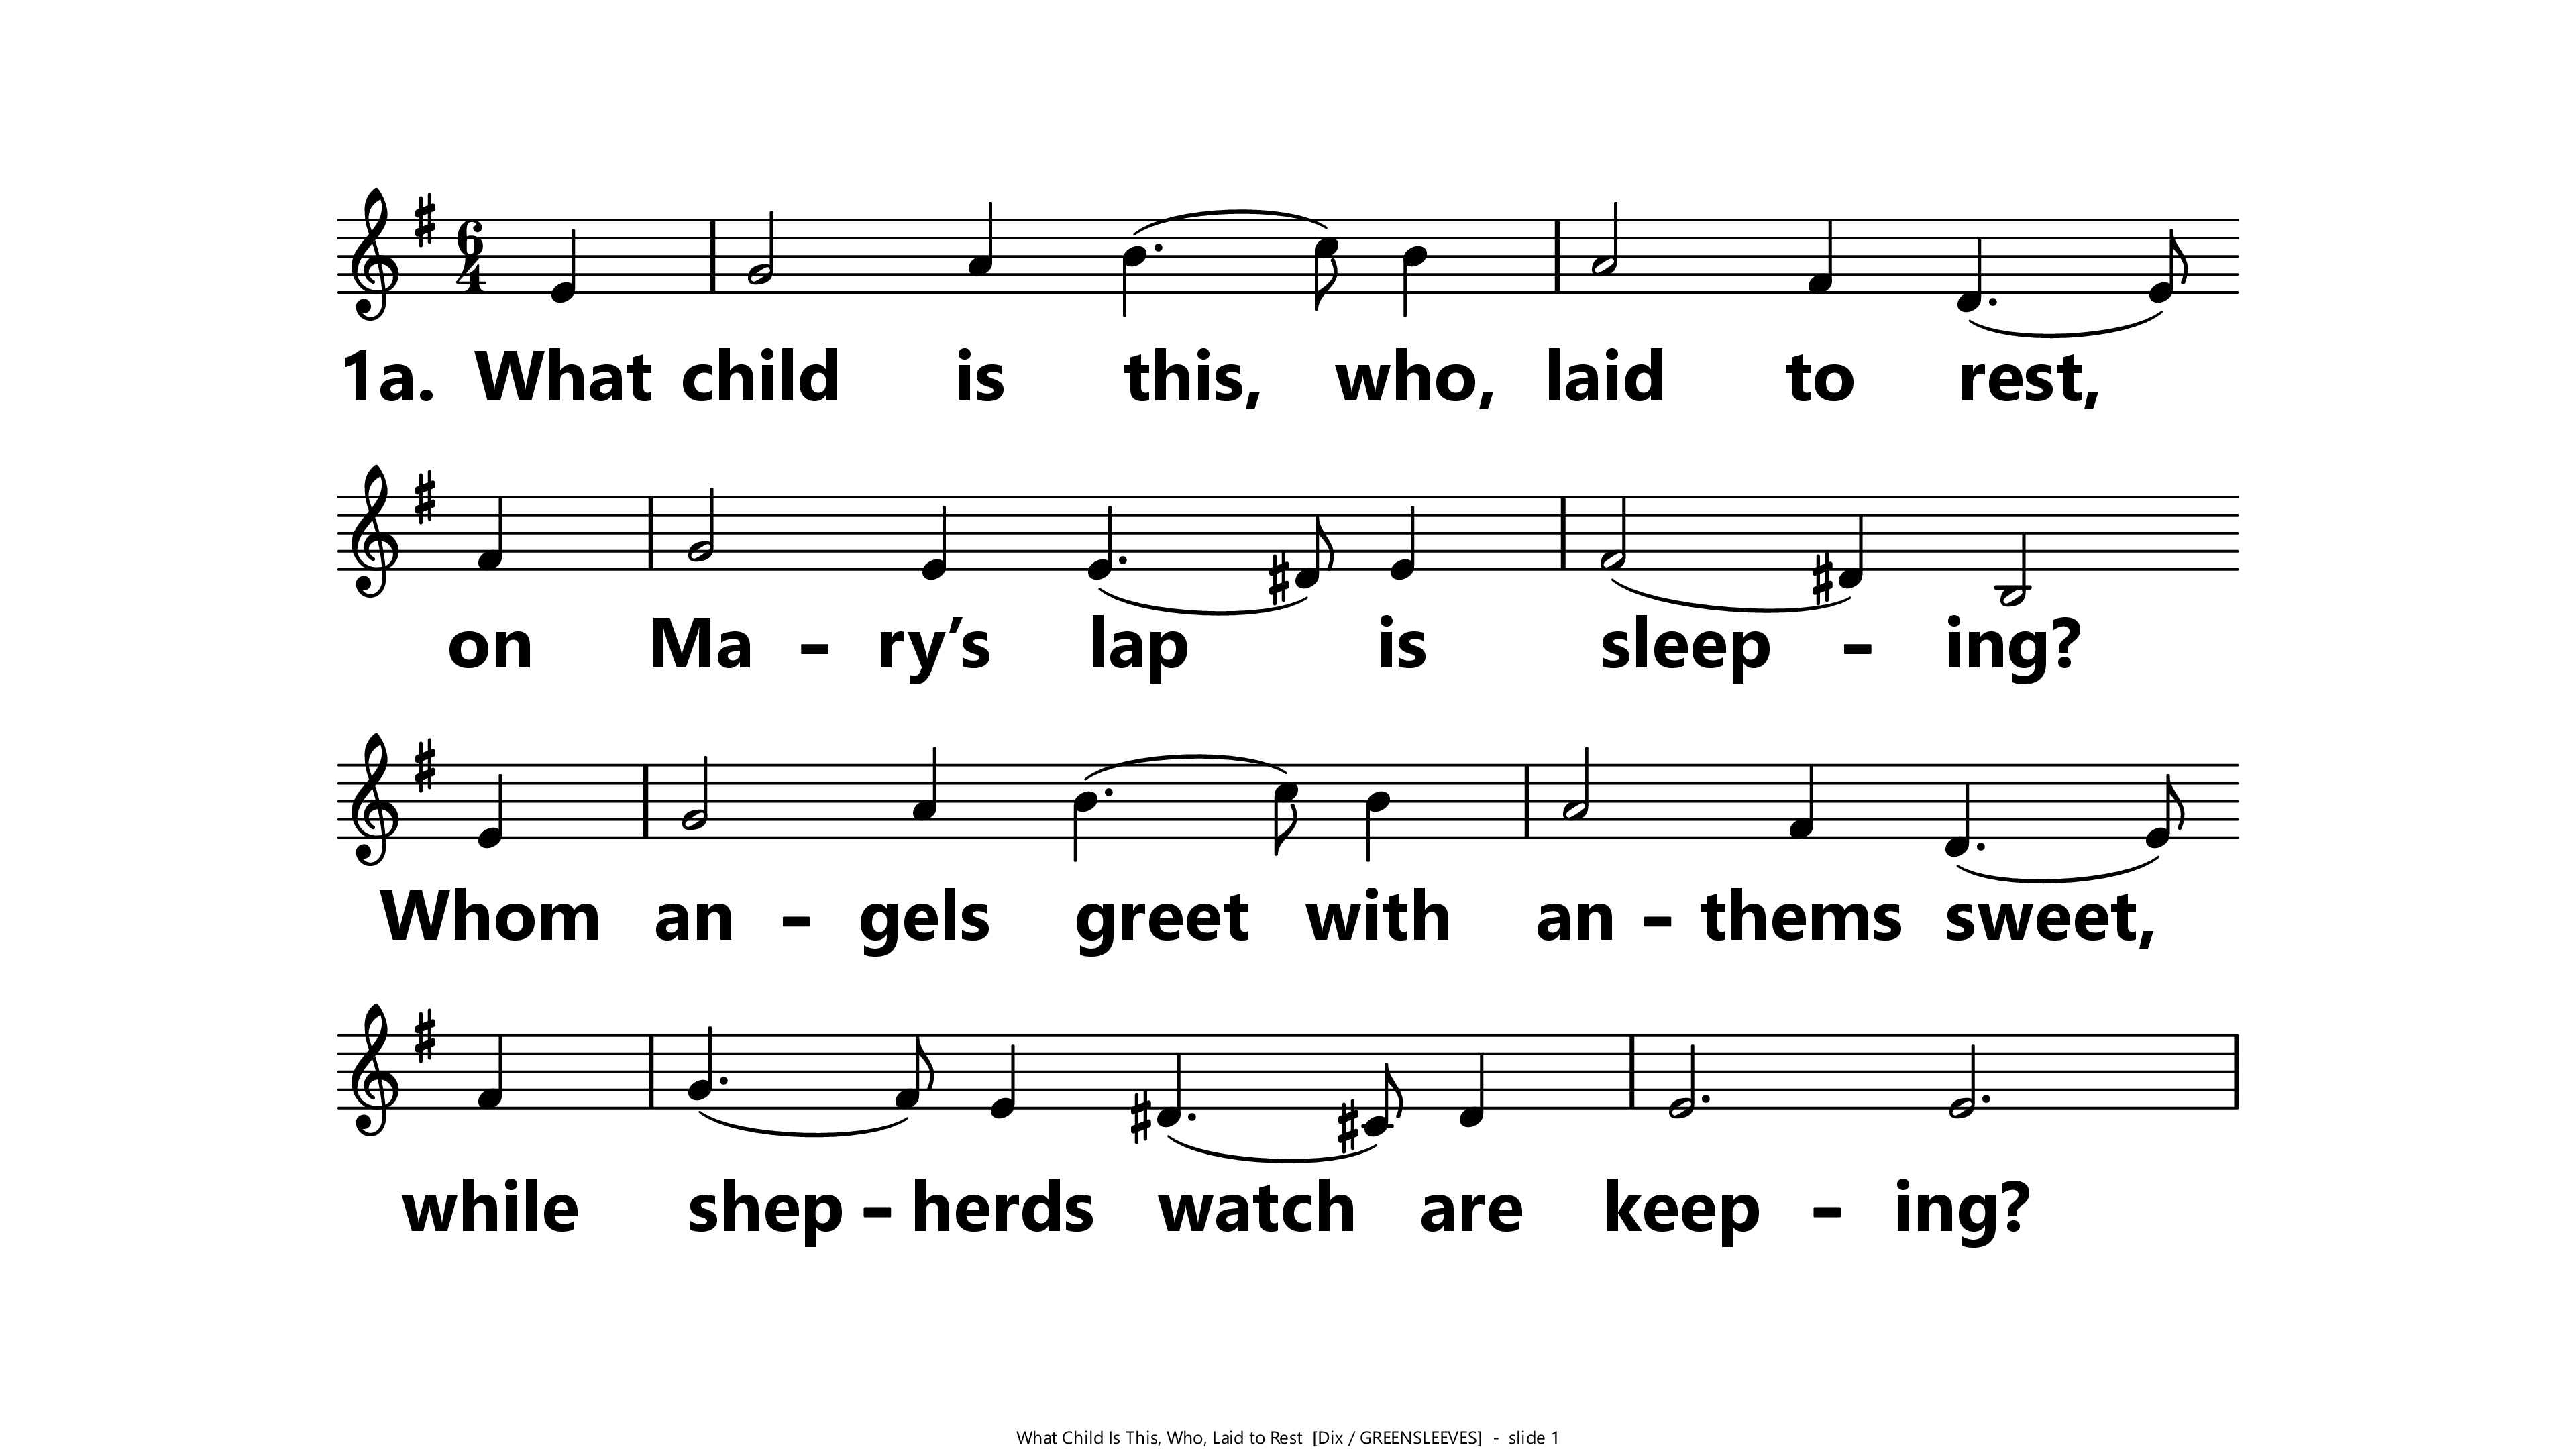 6
4
1a. What child is this, who, laid to rest,
on Ma - ry’s lap is sleep - ing?
Whom an - gels greet with an - thems sweet,
while shep - herds watch are keep - ing?
What Child Is This, Who, Laid to Rest [Dix / GREENSLEEVES] - slide 1